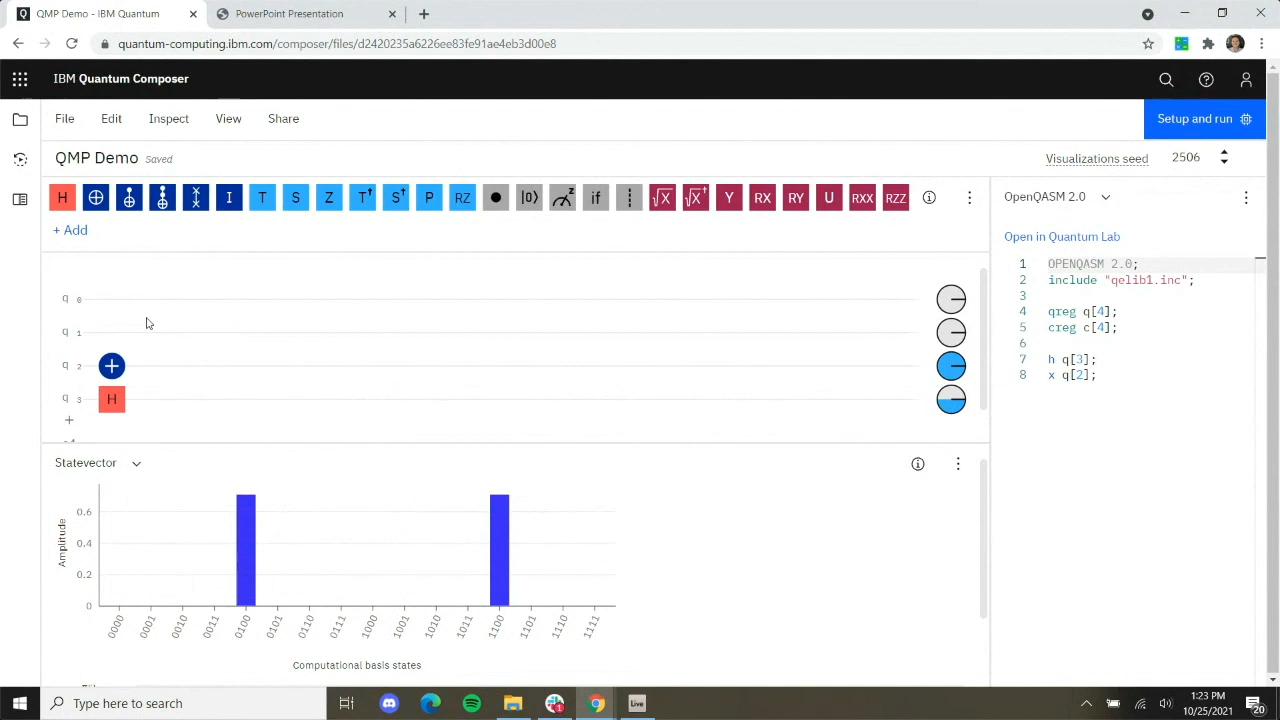 QMP Demo - IBM Quantum
PowerPoint Presentation
quantum-computing.ibm.com/composer/files/d2420235a6226ee83fe9fae4eb3d00e8
IBM Quantum Composer
File Edit Inspect View Share
Setup and run
QMP Demo Saved
Visualizations seed 2506
H I T S Z T† S† P RZ |0⟩ z if √X √X† Y RX RY U RXX RZZ
OpenQASM 2.0
+ Add
Open in Quantum Lab
1 OPENQASM 2.0;
2 include "qelib1.inc";
3
4 qreg q[4];
5 creg c[4];
6
7 h q[3];
8 x q[2];
q 0
q 1
q 2 +
q 3 H
+
Statevector
Amplitude
0.6
0.4
0.2
0
0000 0001 0010 0011 0100 0101 0110 0111 1000 1001 1010 1011 1100 1101 1110 1111
Computational basis states
Type here to search
Live
1:23 PM
10/25/2021
20